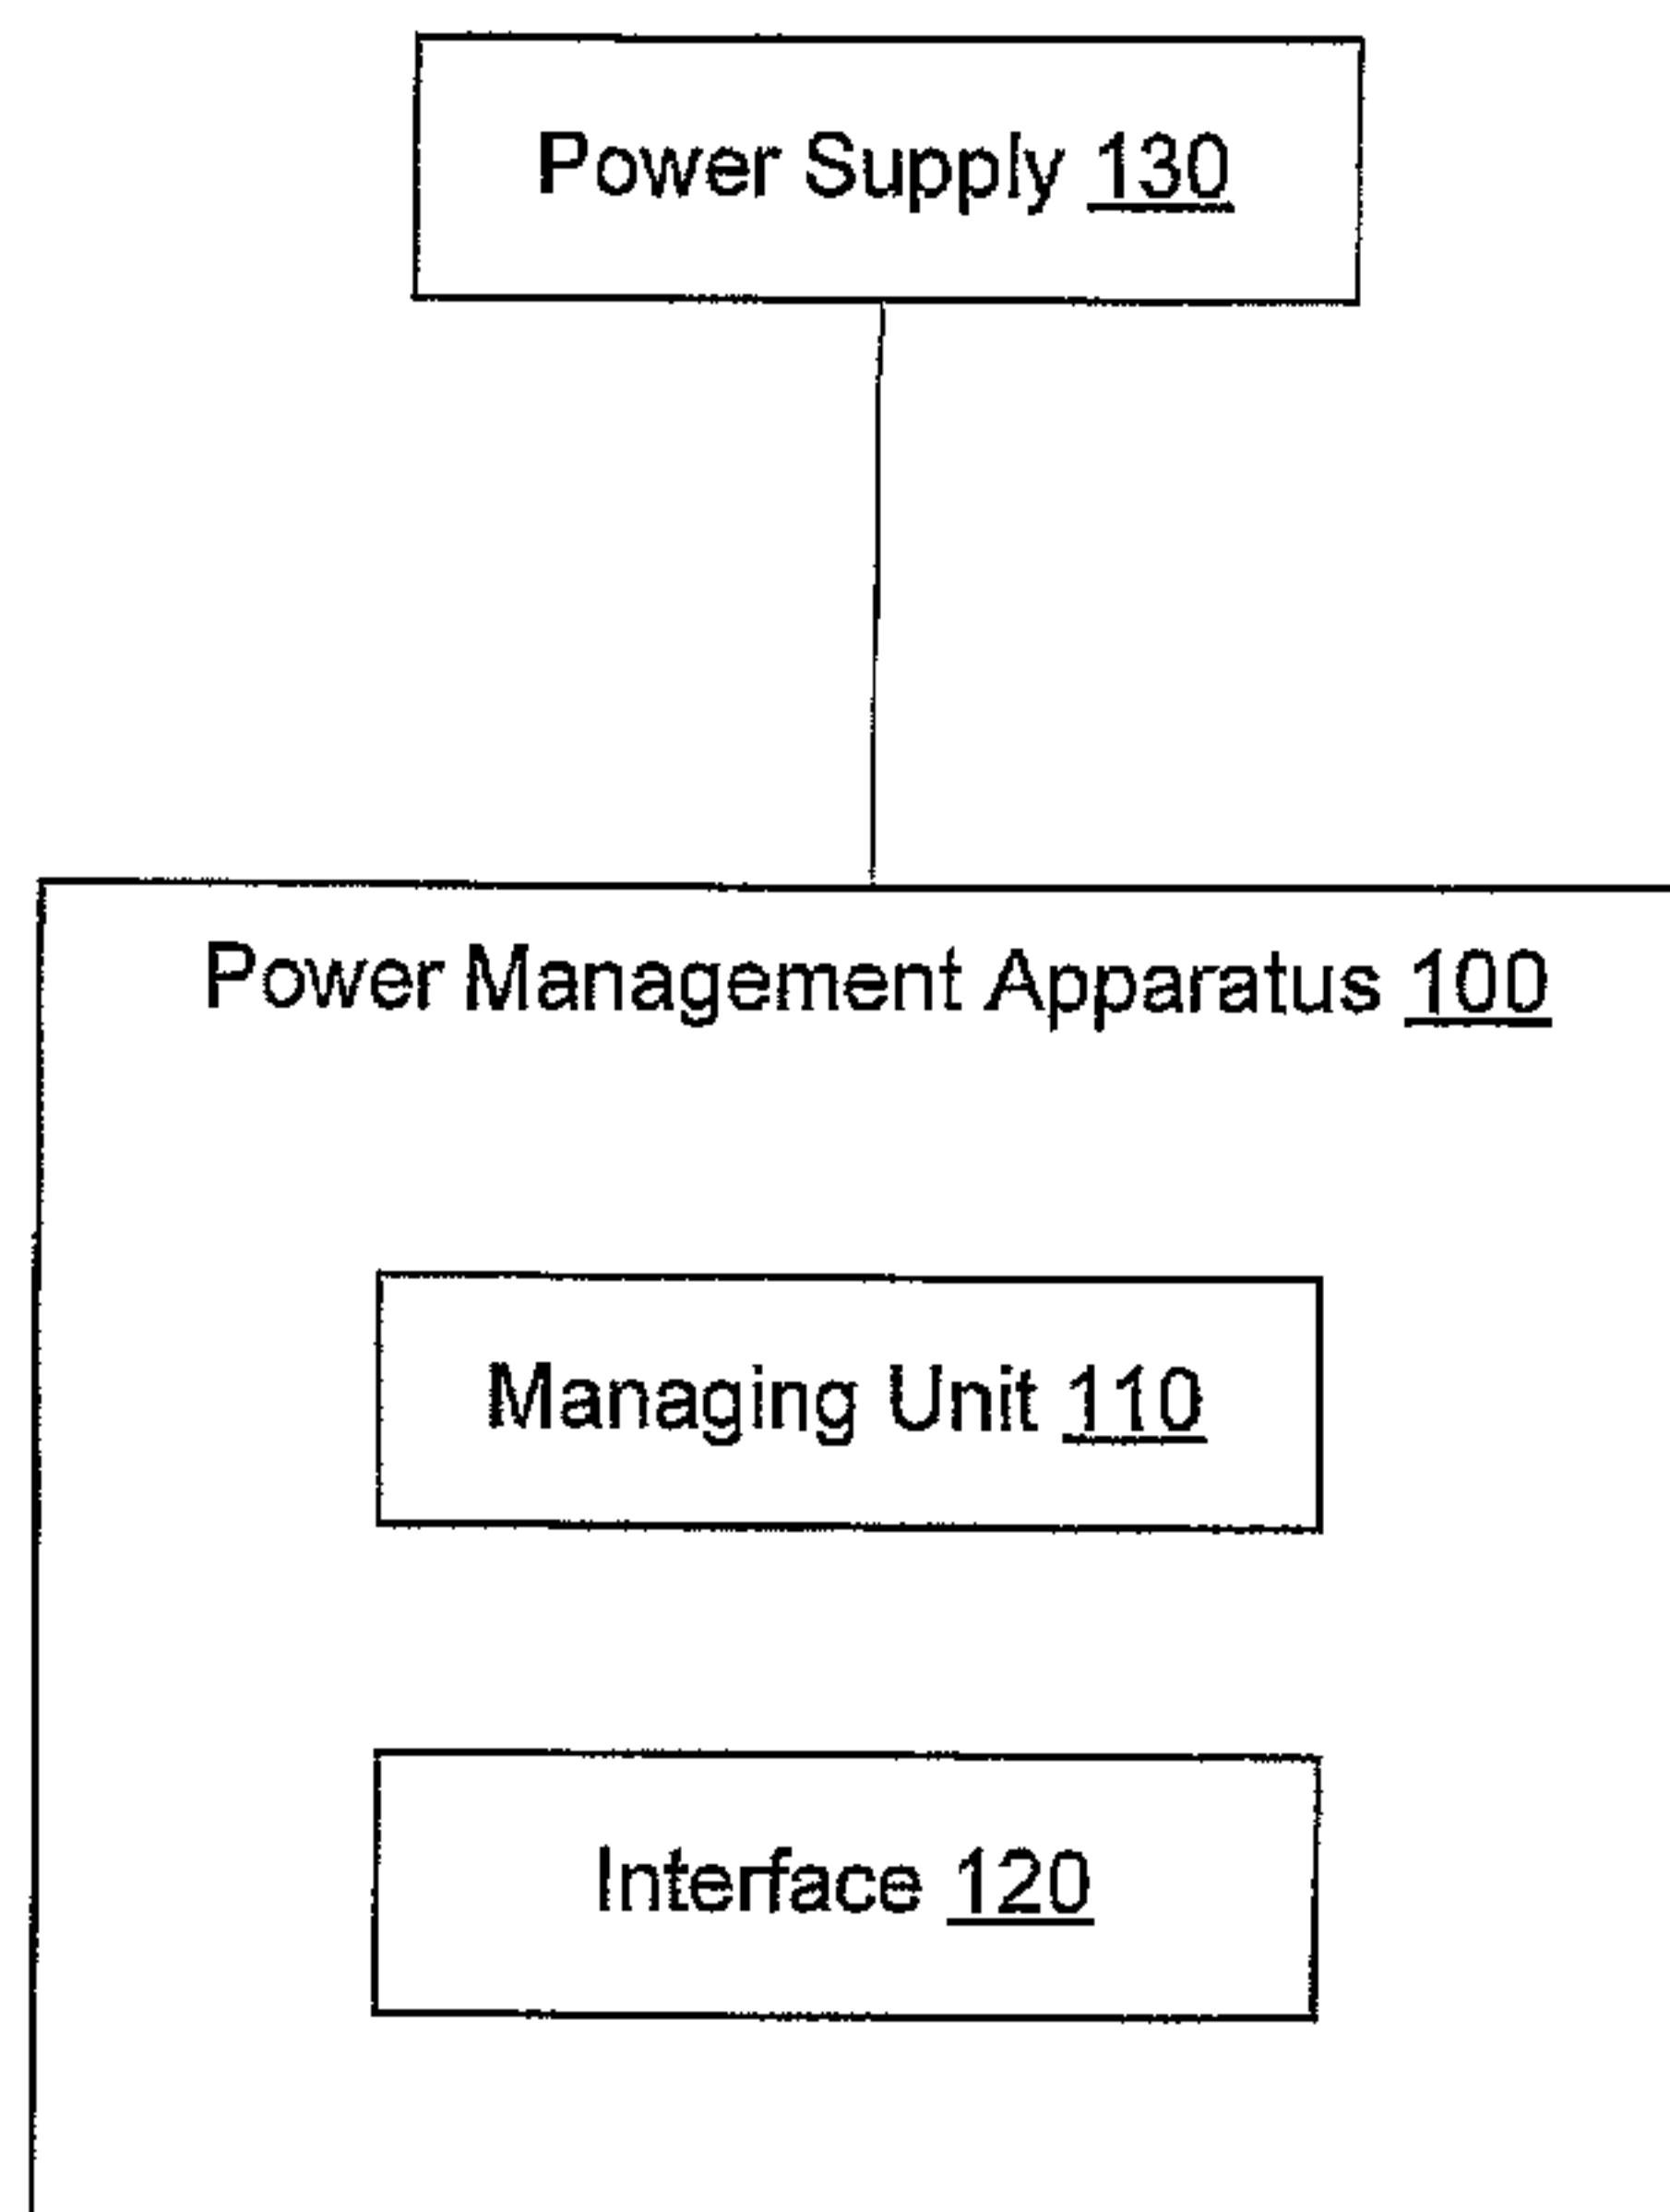 Power Supply 130
Power Management Apparatus 100
Managing Unit 110
Interface 120